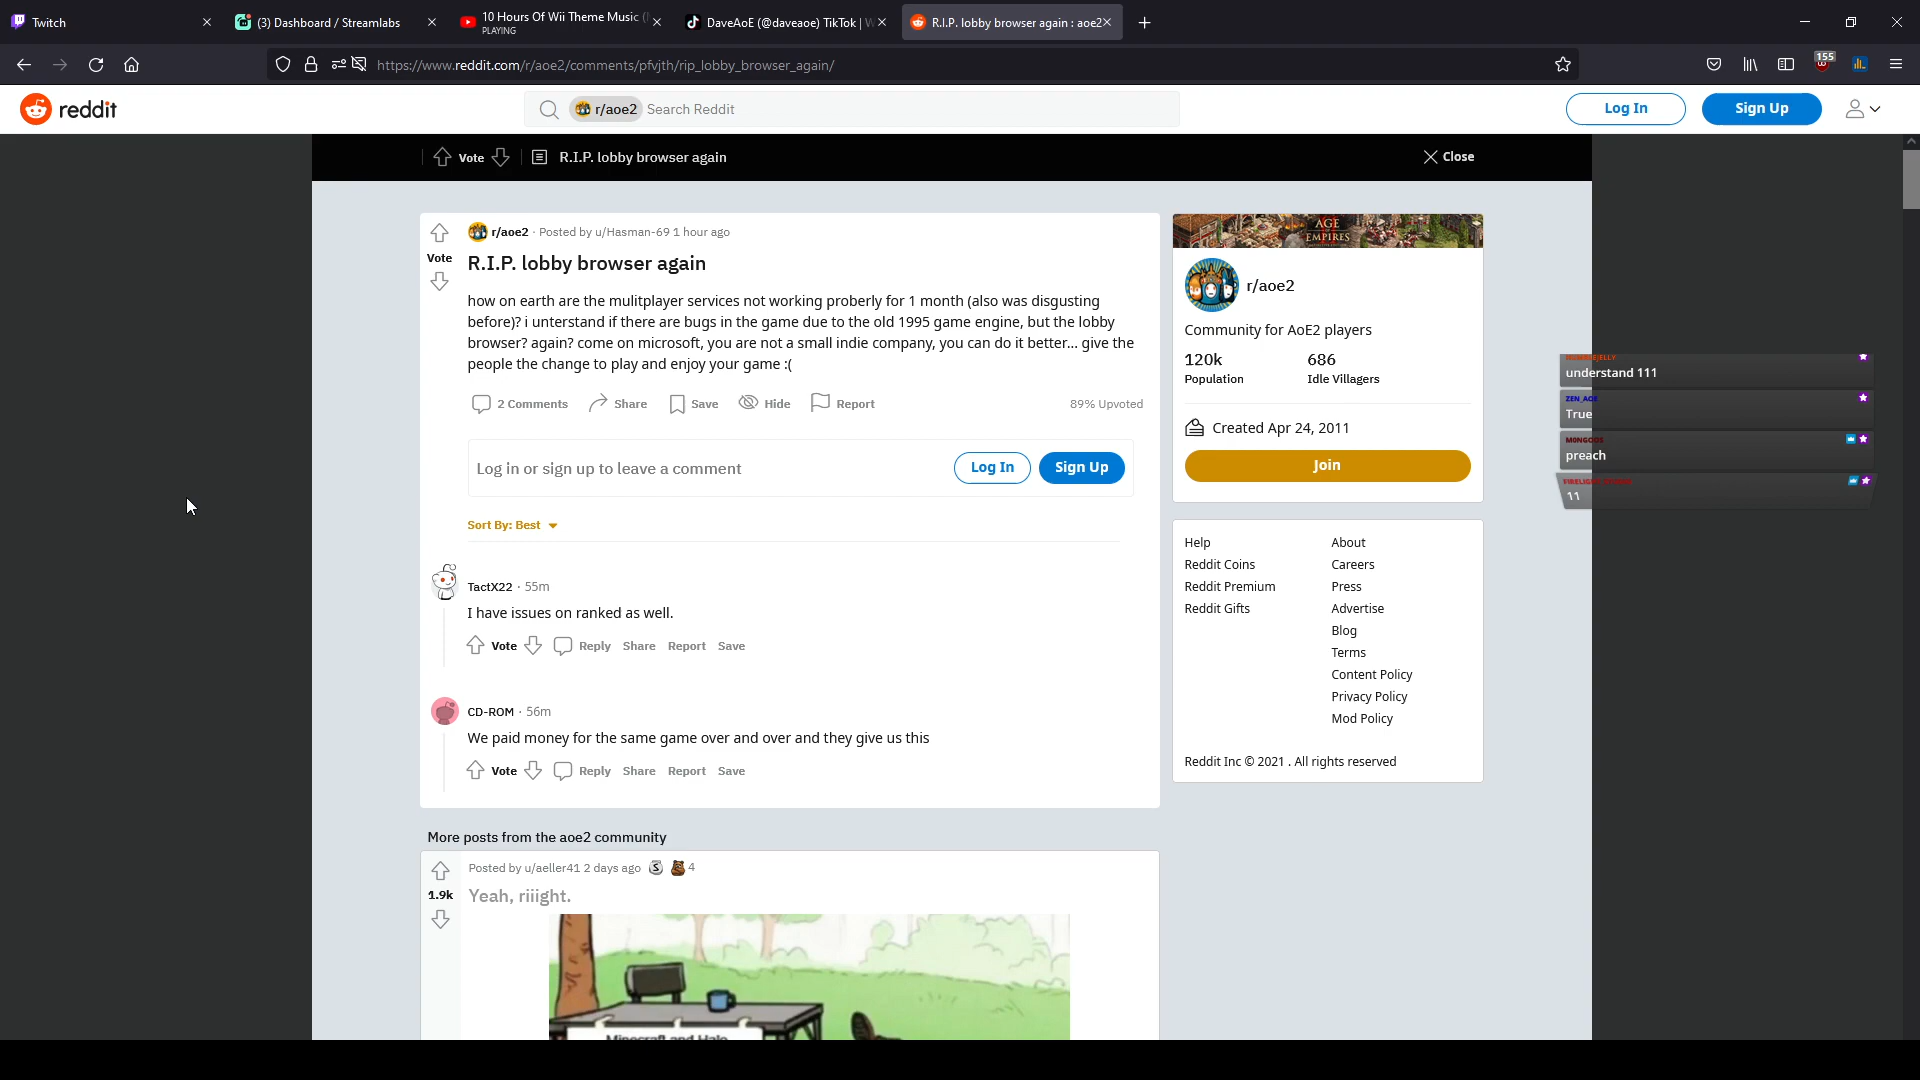 Twitch
(3) Dashboard / Streamlabs
10 Hours Of Wii Theme Music (
PLAYING
DaveAoE (@daveaoe) TikTok | W
R.I.P. lobby browser again : aoe2
https://www.reddit.com/r/aoe2/comments/pfvjth/rip_lobby_browser_again/
155
reddit
r/aoe2 Search Reddit
Log In
Sign Up
Vote
R.I.P. lobby browser again
Close
r/aoe2 · Posted by u/Hasman-69 1 hour ago
Vote
R.I.P. lobby browser again
how on earth are the mulitplayer services not working proberly for 1 month (also was disgusting
before)? i unterstand if there are bugs in the game due to the old 1995 game engine, but the lobby
browser? again? come on microsoft, you are not a small indie company, you can do it better... give the
people the change to play and enjoy your game :(
2 Comments Share Save Hide Report 89% Upvoted
Log in or sign up to leave a comment Log In Sign Up
Sort By: Best
TactX22 · 55m
I have issues on ranked as well.
Vote Reply Share Report Save
CD-ROM · 56m
We paid money for the same game over and over and they give us this
Vote Reply Share Report Save
More posts from the aoe2 community
Posted by u/aeller41 2 days ago S 4
1.9k
Yeah, riiight.
Minecraft and Halo
AGE
EMPIRES
r/aoe2
Community for AoE2 players
120k 686
Population Idle Villagers
Created Apr 24, 2011
Join
Help About
Reddit Coins Careers
Reddit Premium Press
Reddit Gifts Advertise
Blog
Terms
Content Policy
Privacy Policy
Mod Policy
Reddit Inc © 2021 . All rights reserved
understand 111
ZEN_AOE
True
M0NGODS
preach
11